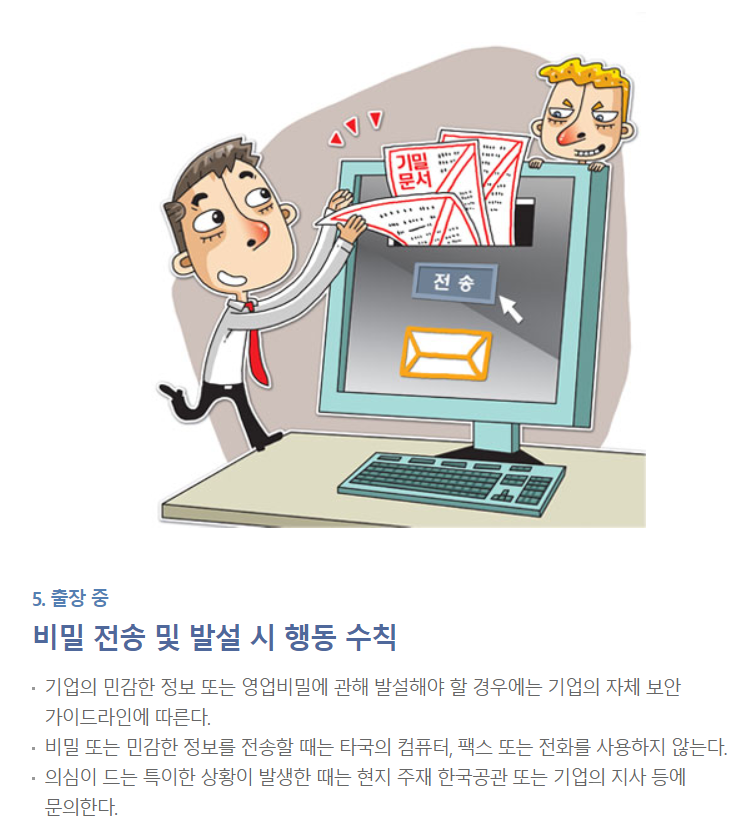 기밀
문서
전송
5. 출장 중
비밀 전송 및 발설 시 행동 수칙
· 기업의 민감한 정보 또는 영업비밀에 관해 발설해야 할 경우에는 기업의 자체 보안
가이드라인에 따른다.
· 비밀 또는 민감한 정보를 전송할 때는 타국의 컴퓨터, 팩스 또는 전화를 사용하지 않는다.
· 의심이 드는 특이한 상황이 발생한 때는 현지 주재 한국공관 또는 기업의 지사 등에
문의한다.